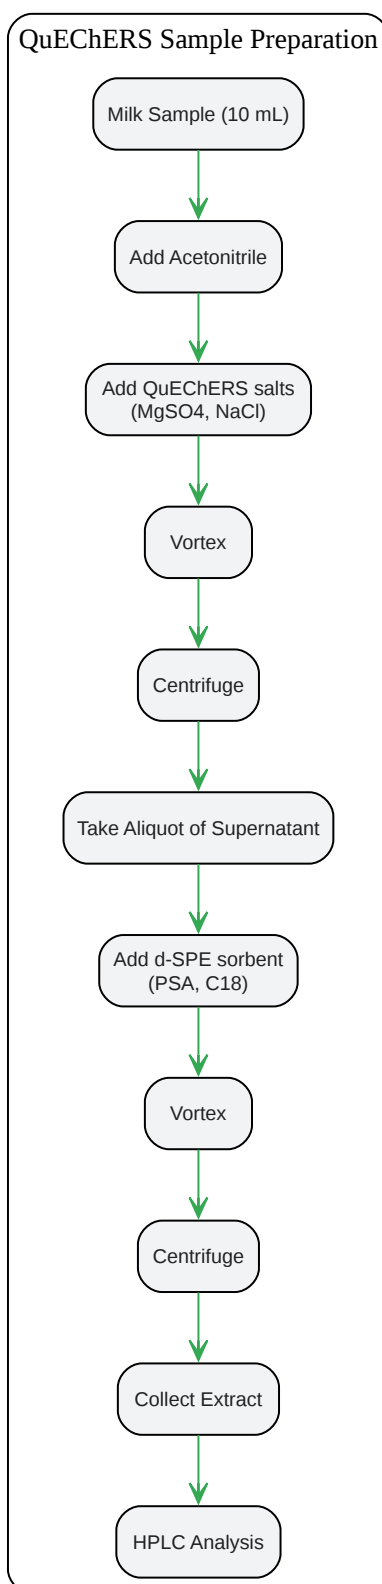 QuEChERS Sample Preparation
Milk Sample (10 mL)
Add Acetonitrile
Add QuEChERS salts
(MgSO4, NaCl)
Vortex
Centrifuge
Take Aliquot of Supernatant
Add d-SPE sorbent
(PSA, C18)
Vortex
Centrifuge
Collect Extract
HPLC Analysis